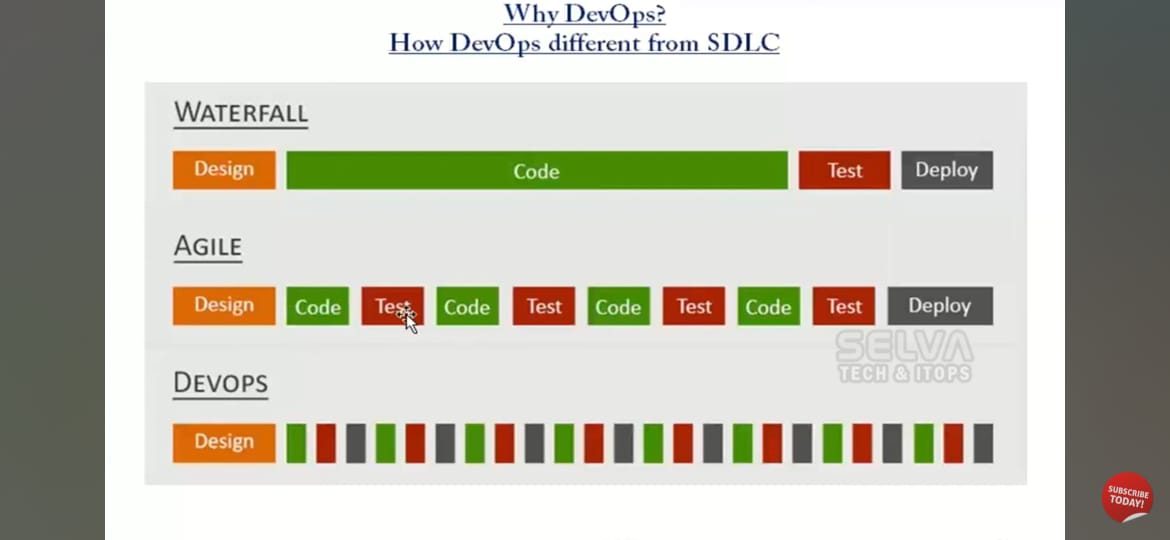 Why DevOps?
How DevOps different from SDLC
WATERFALL
Design Code Test Deploy
AGILE
Design Code Test Code Test Code Test Code Test Deploy
SELVA
TECH & ITOPS
DEVOPS
Design
SUBSCRIBE
TODAY!